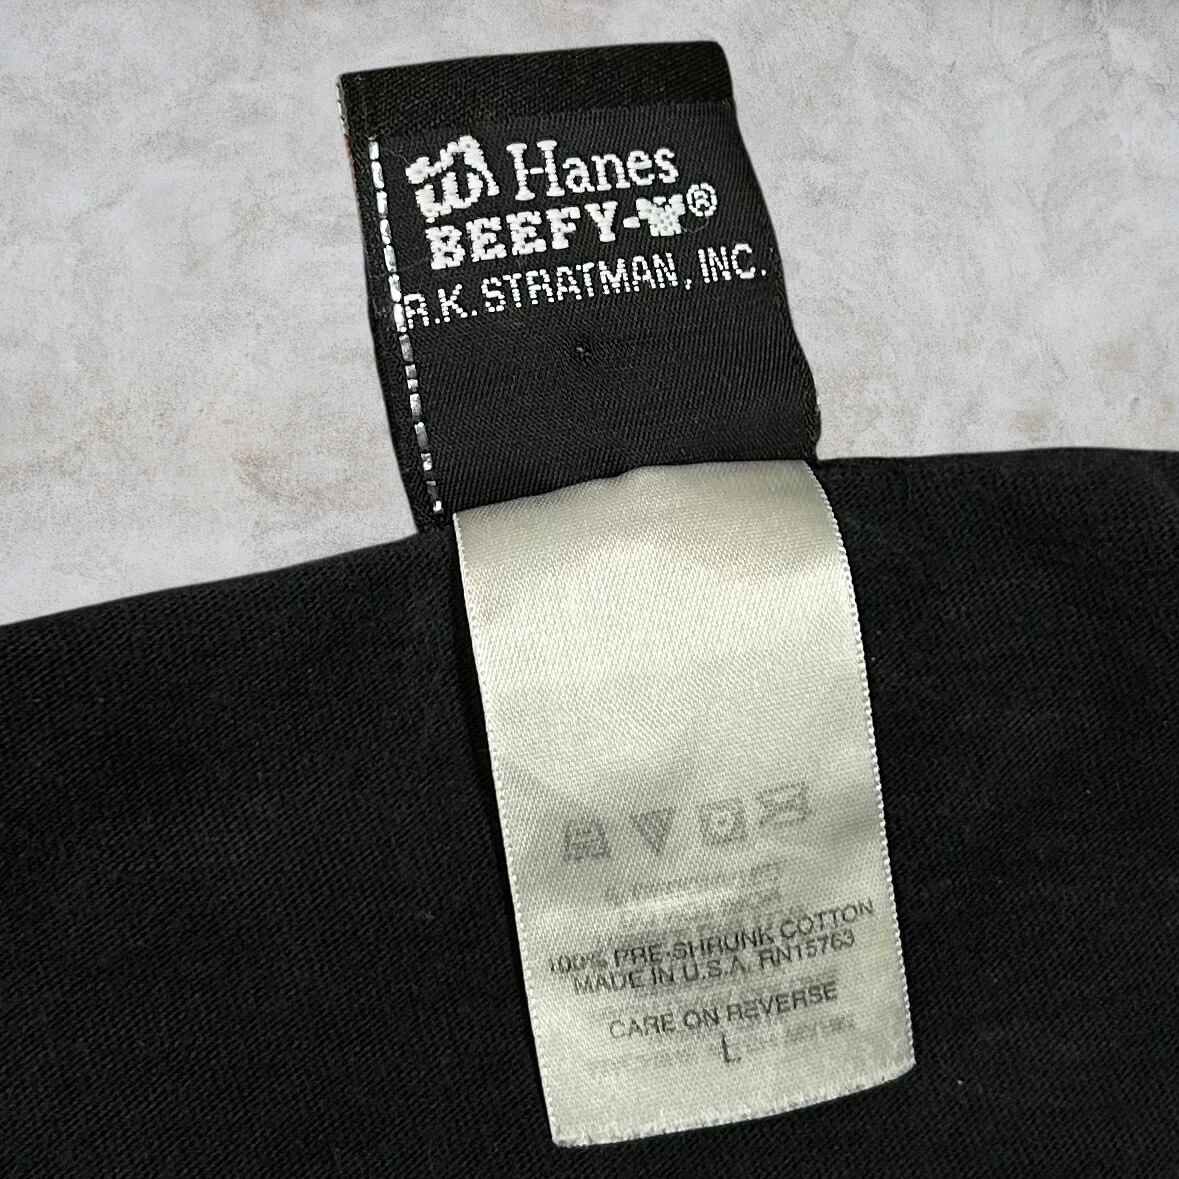 Hanes
BEEFY-T®
R.K. STRATMAN, INC.
100% PRE-SHRUNK COTTON
MADE IN U.S.A. RN15763
CARE ON REVERSE
L